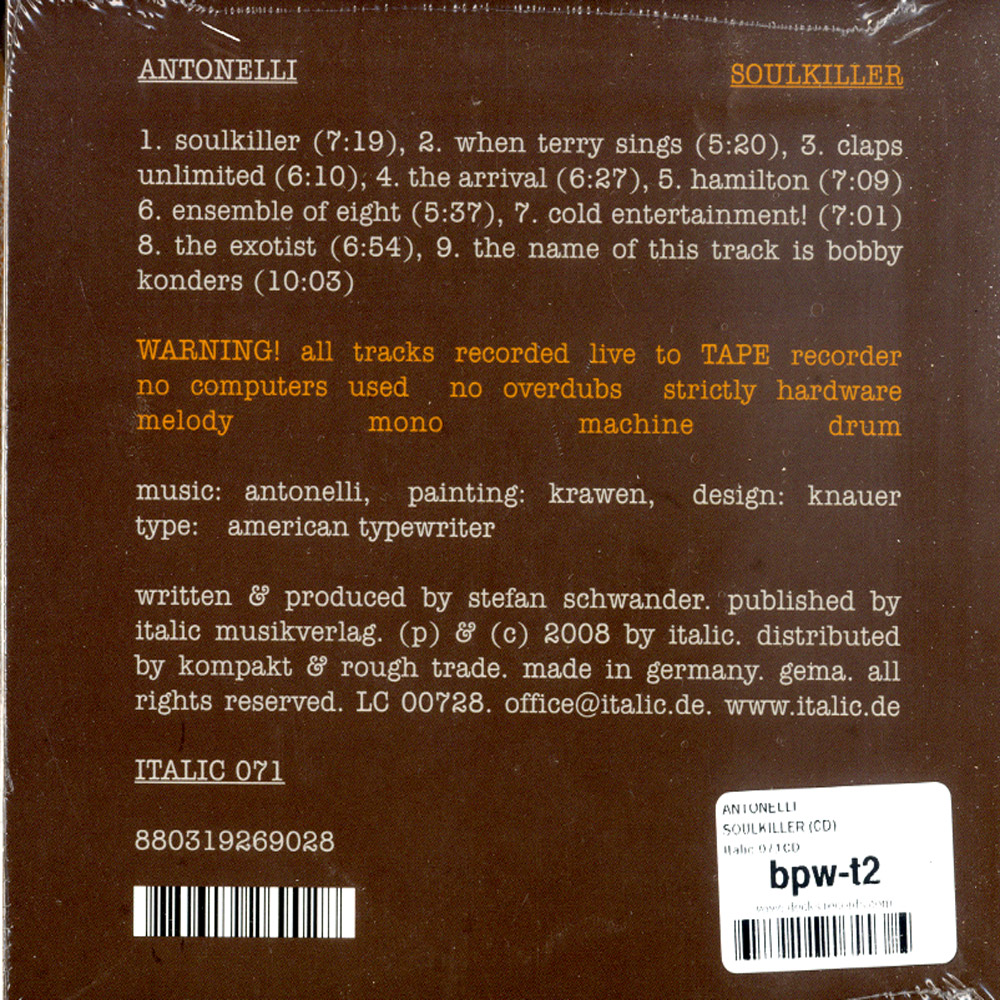 ANTONELLI SOULKILLER
1. soulkiller (7:19), 2. when terry sings (5:20), 3. claps
unlimited (6:10), 4. the arrival (6:27), 5. hamilton (7:09)
6. ensemble of eight (5:37), 7. cold entertainment! (7:01)
8. the exotist (6:54), 9. the name of this track is bobby
konders (10:03)
WARNING! all tracks recorded live to TAPE recorder
no computers used no overdubs strictly hardware
melody mono machine drum
music: antonelli, painting: krawen, design: knauer
type: american typewriter
written & produced by stefan schwander. published by
italic musikverlag. (p) & (c) 2008 by italic. distributed
by kompakt & rough trade. made in germany. gema. all
rights reserved. LC 00728. office@italic.de. www.italic.de
ITALIC 071
880319269028
ANTONELLI
SOULKILLER (CD)
Italic 071CD
bpw-t2